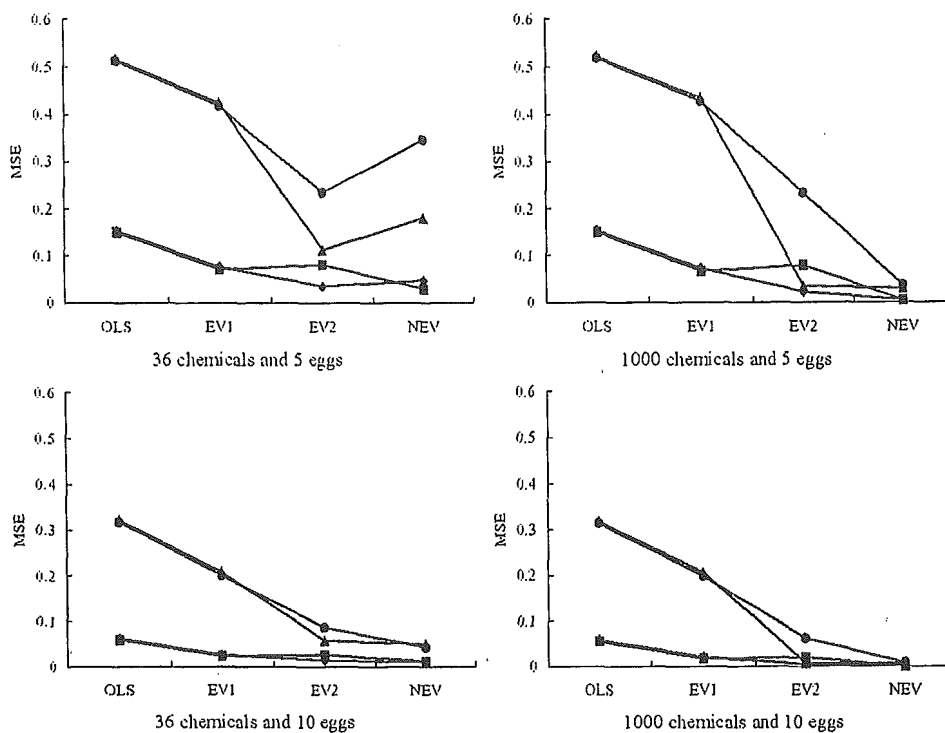 0.6
0.5
0.4
0.3
0.2
0.1
0
MSE
OLS EV1 EV2 NEV
36 chemicals and 5 eggs
0.6
0.5
0.4
0.3
0.2
0.1
0
MSE
OLS EV1 EV2 NEV
1000 chemicals and 5 eggs
0.6
0.5
0.4
0.3
0.2
0.1
0
MSE
OLS EV1 EV2 NEV
36 chemicals and 10 eggs
0.6
0.5
0.4
0.3
0.2
0.1
0
MSE
OLS EV1 EV2 NEV
1000 chemicals and 10 eggs